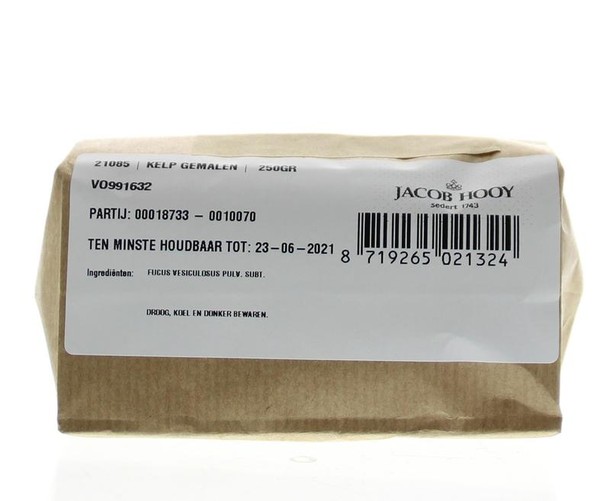 21085 | KELP GEMALEN | 250GR
VO991632
JACOB HOOY
sedert 1743
PARTIJ: 00018733 - 0010070
TEN MINSTE HOUDBAAR TOT: 23-06-2021
8 719265 021324
Ingrediënten: FUCUS VESICULOSUS PULV. SUBT.
DROOG, KOEL EN DONKER BEWAREN.